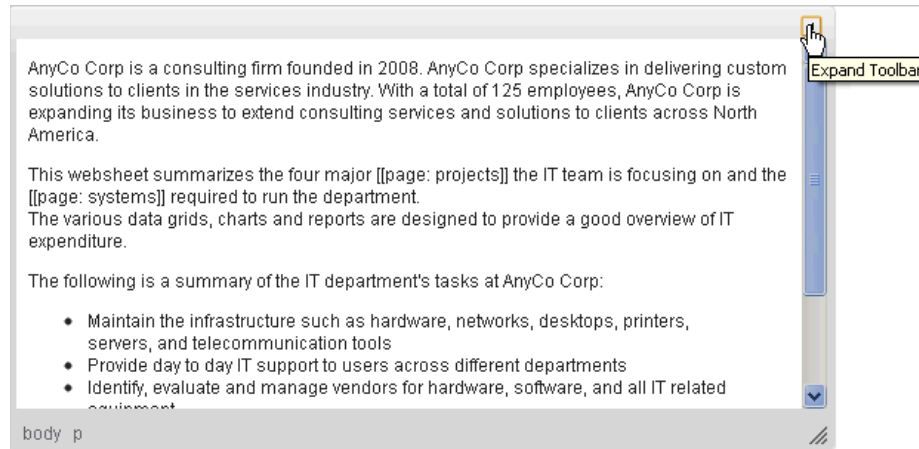 Expand Toolbar
AnyCo Corp is a consulting firm founded in 2008. AnyCo Corp specializes in delivering custom
solutions to clients in the services industry. With a total of 125 employees, AnyCo Corp is
expanding its business to extend consulting services and solutions to clients across North
America.
This websheet summarizes the four major [[page: projects]] the IT team is focusing on and the
[[page: systems]] required to run the department.
The various data grids, charts and reports are designed to provide a good overview of IT
expenditure.
The following is a summary of the IT department's tasks at AnyCo Corp:
• Maintain the infrastructure such as hardware, networks, desktops, printers,
servers, and telecommunication tools
• Provide day to day IT support to users across different departments
• Identify, evaluate and manage vendors for hardware, software, and all IT related
equipment
body p